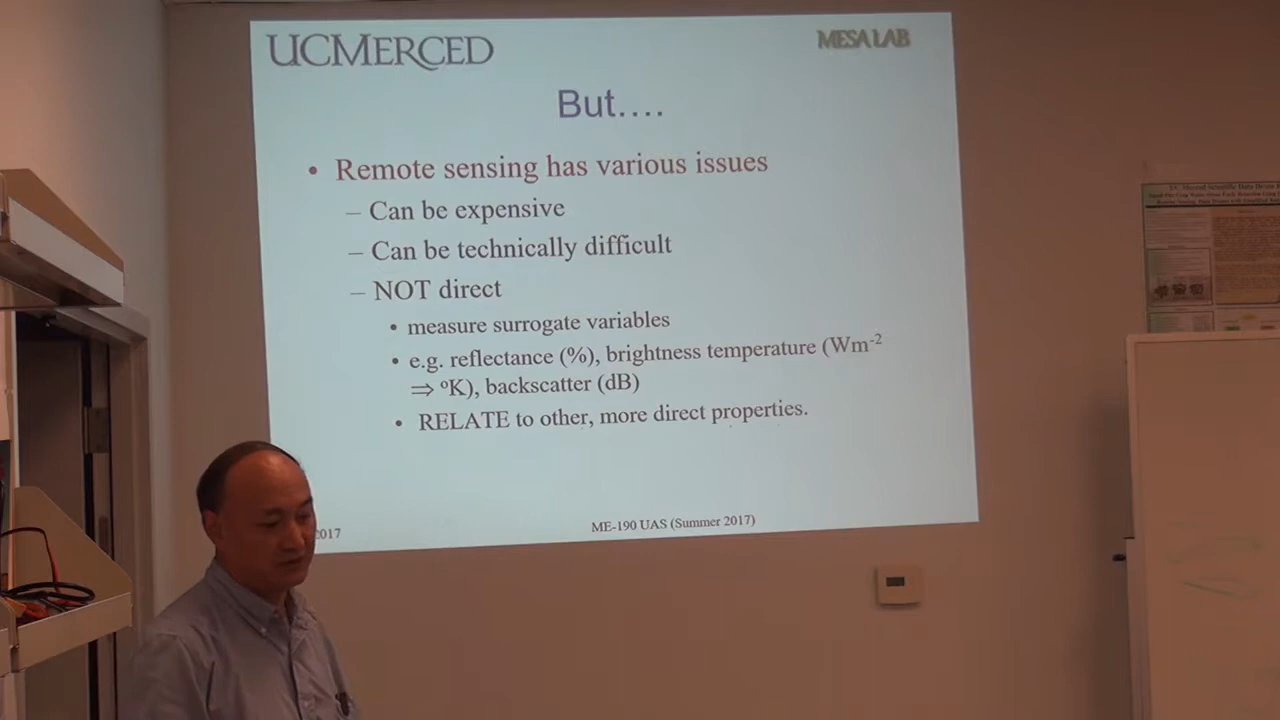 UCMERCED
MESA LAB
But….
• Remote sensing has various issues
– Can be expensive
– Can be technically difficult
– NOT direct
• measure surrogate variables
• e.g. reflectance (%), brightness temperature (Wm-2
⇒ ºK), backscatter (dB)
• RELATE to other, more direct properties.
2017
ME-190 UAS (Summer 2017)